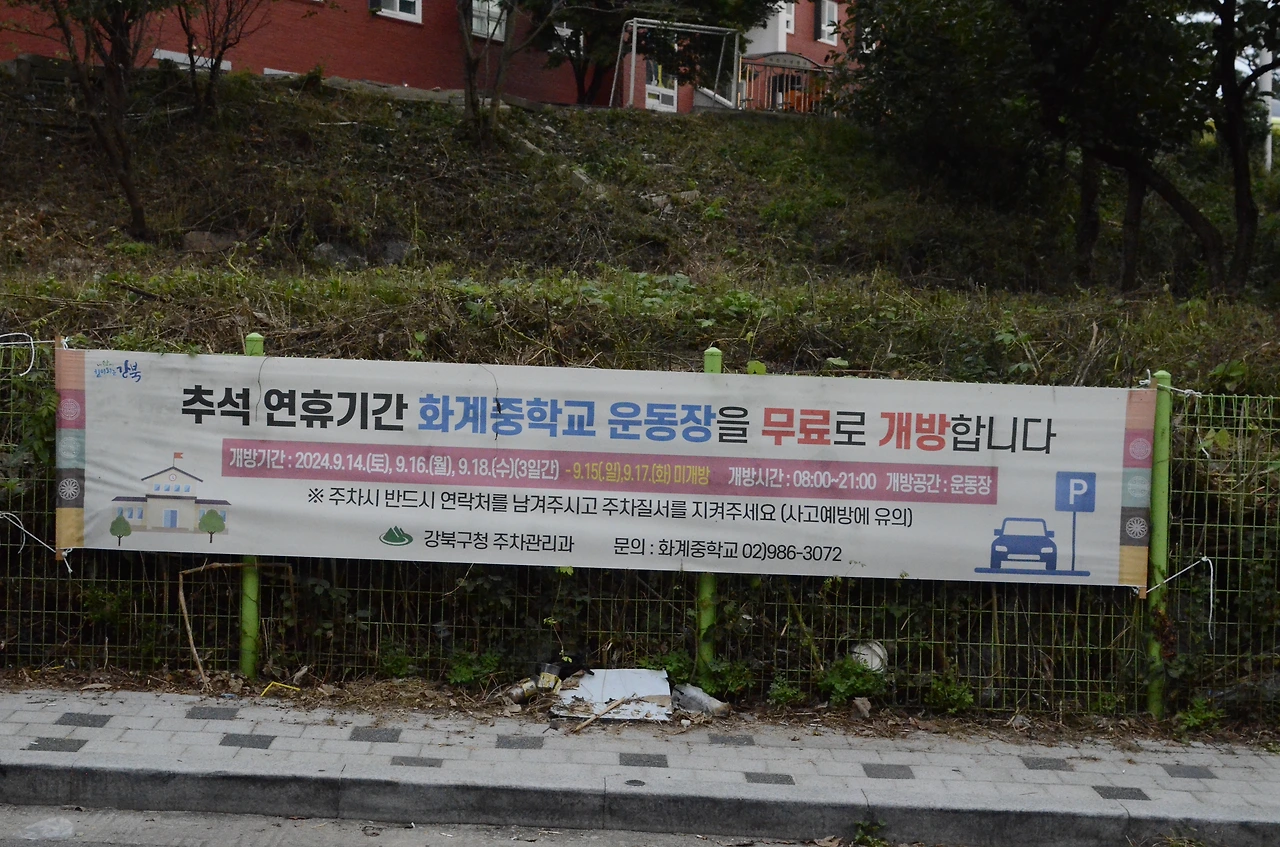 강북
추석 연휴기간 화계중학교 운동장을 무료로 개방합니다
개방기간 : 2024.9.14.(토), 9.16.(월), 9.18.(수)(3일간) - 9.15(일),9.17.(화) 미개방 개방시간 : 08:00~21:00 개방공간 : 운동장
※ 주차시 반드시 연락처를 남겨주시고 주차질서를 지켜주세요 (사고예방에 유의)
강북구청 주차관리과 문의 : 화계중학교 02)986-3072
P